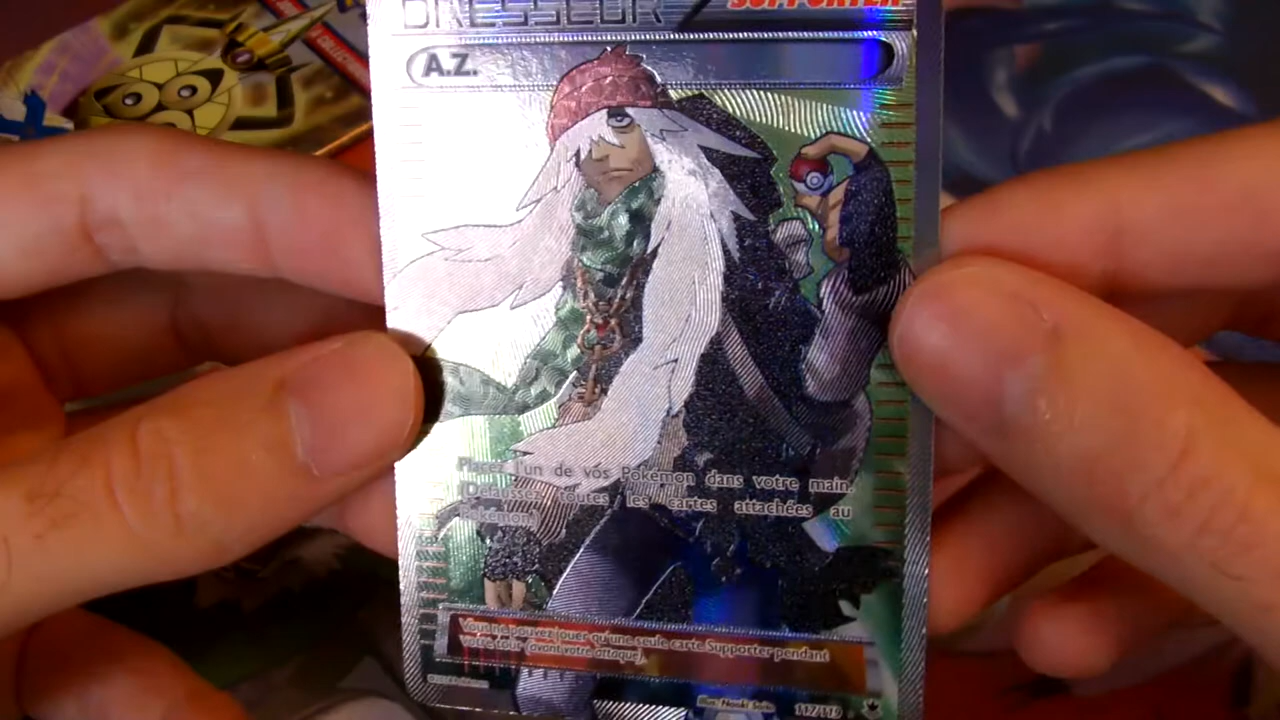 DRESSEUR SUPPORTER
A.Z.
Placez l'un de vos Pokémon dans votre main.
(Défaussez toutes les cartes attachées au
Pokémon.)
Vous ne pouvez jouer qu'une seule carte Supporter pendant
votre tour (avant votre attaque).
Illus. Naoki Saito 117/119